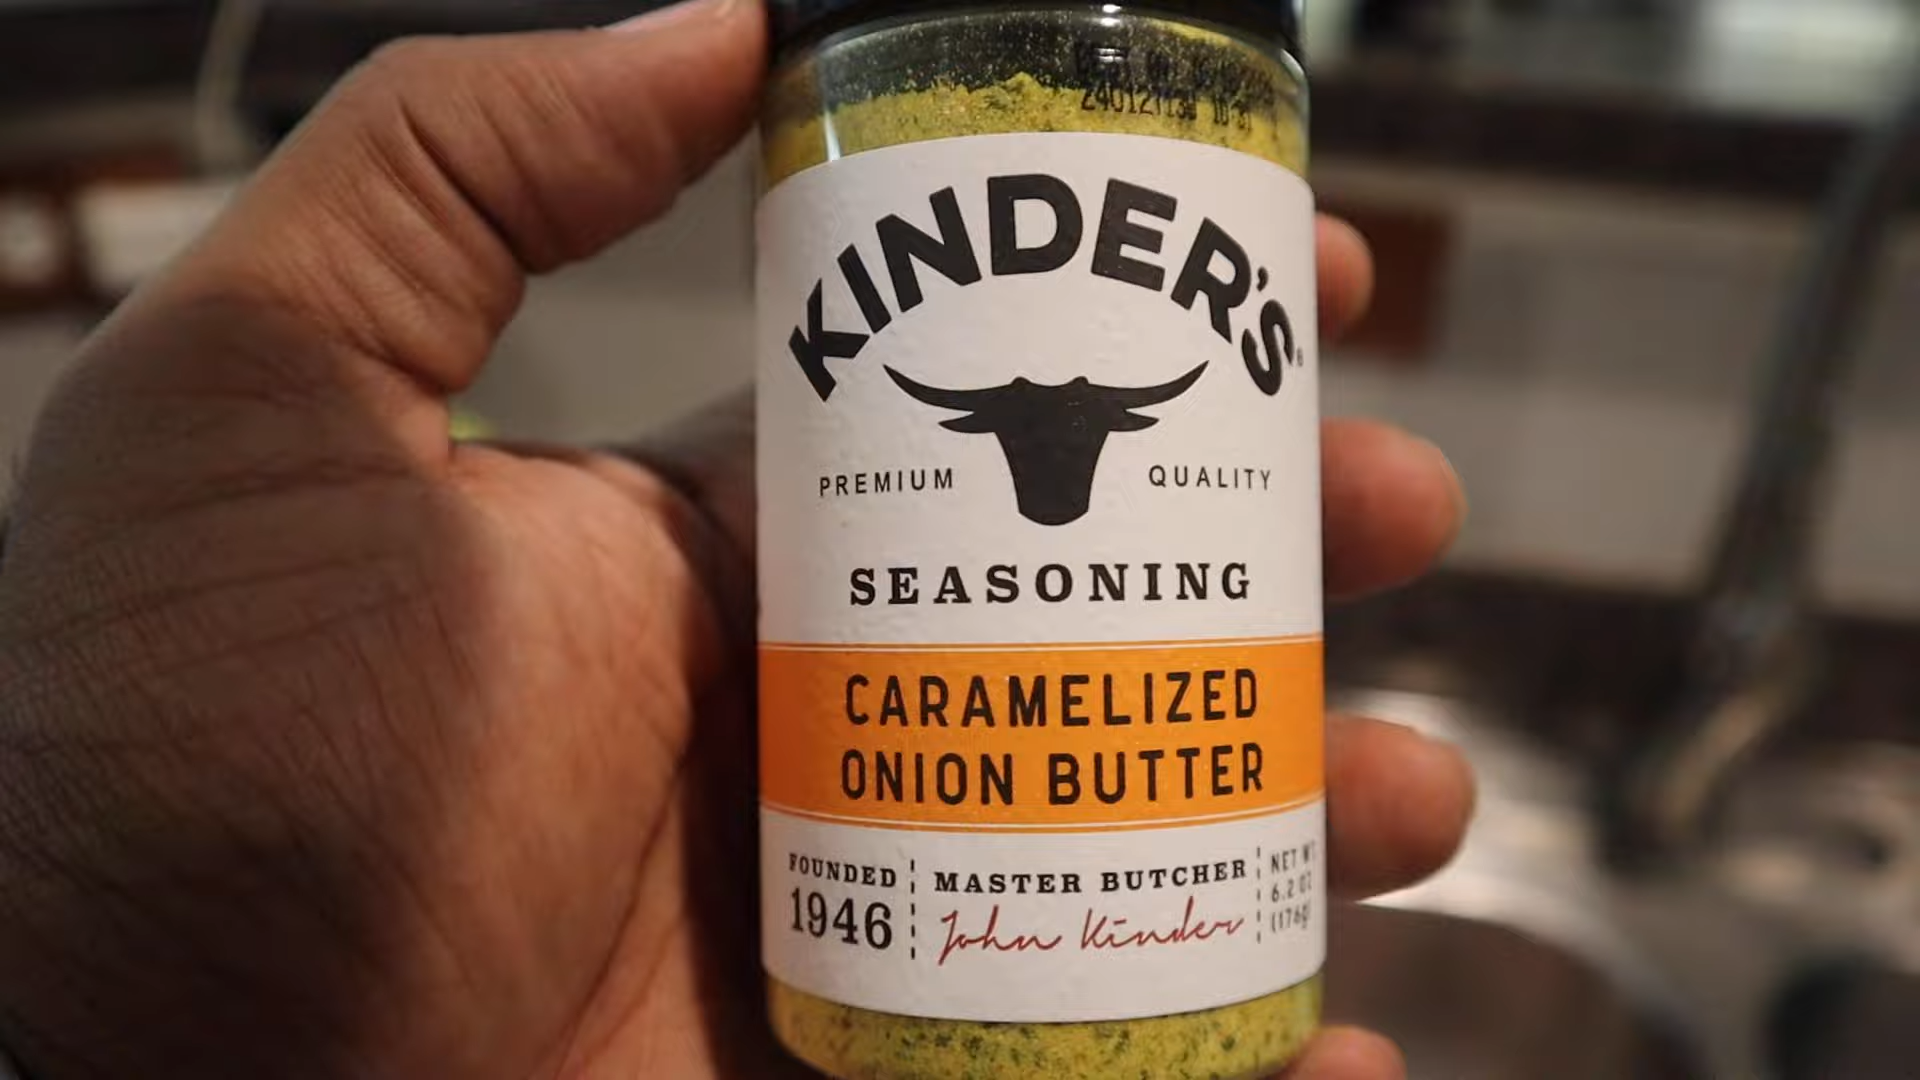 KINDER'S®
PREMIUM QUALITY
SEASONING
CARAMELIZED
ONION BUTTER
FOUNDED
1946
MASTER BUTCHER
John Kinder
NET WT
6.2 OZ
(176g)